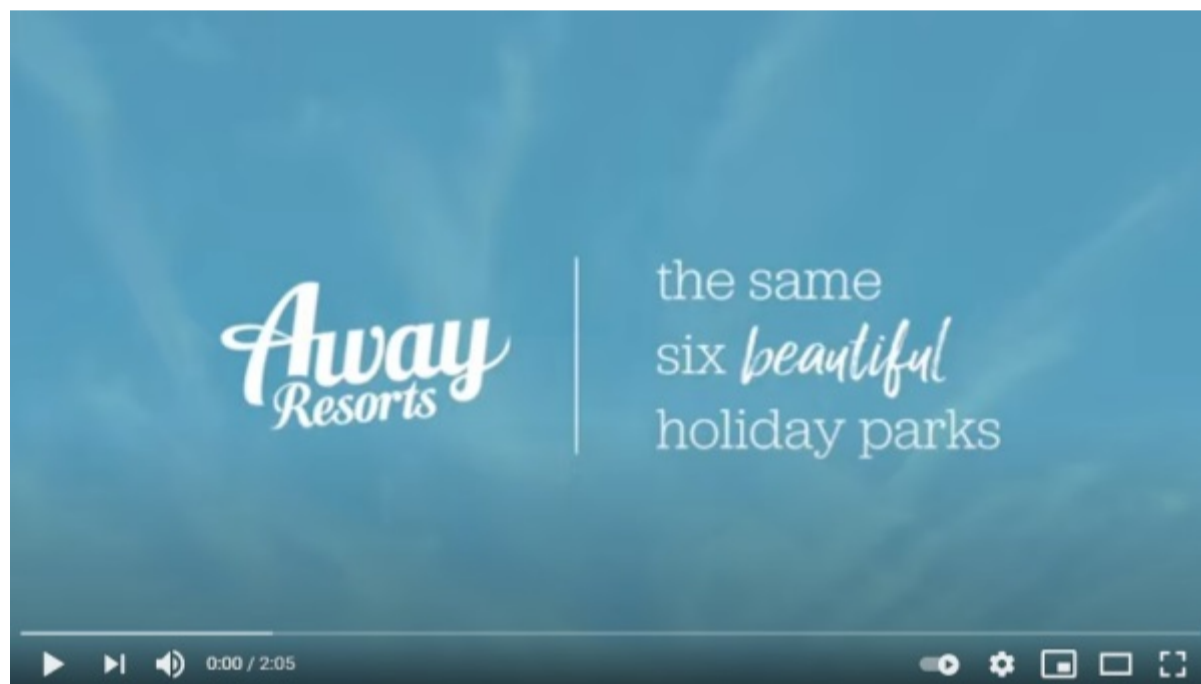 Away
Resorts
the same
six beautiful
holiday parks
0:00 / 2:05